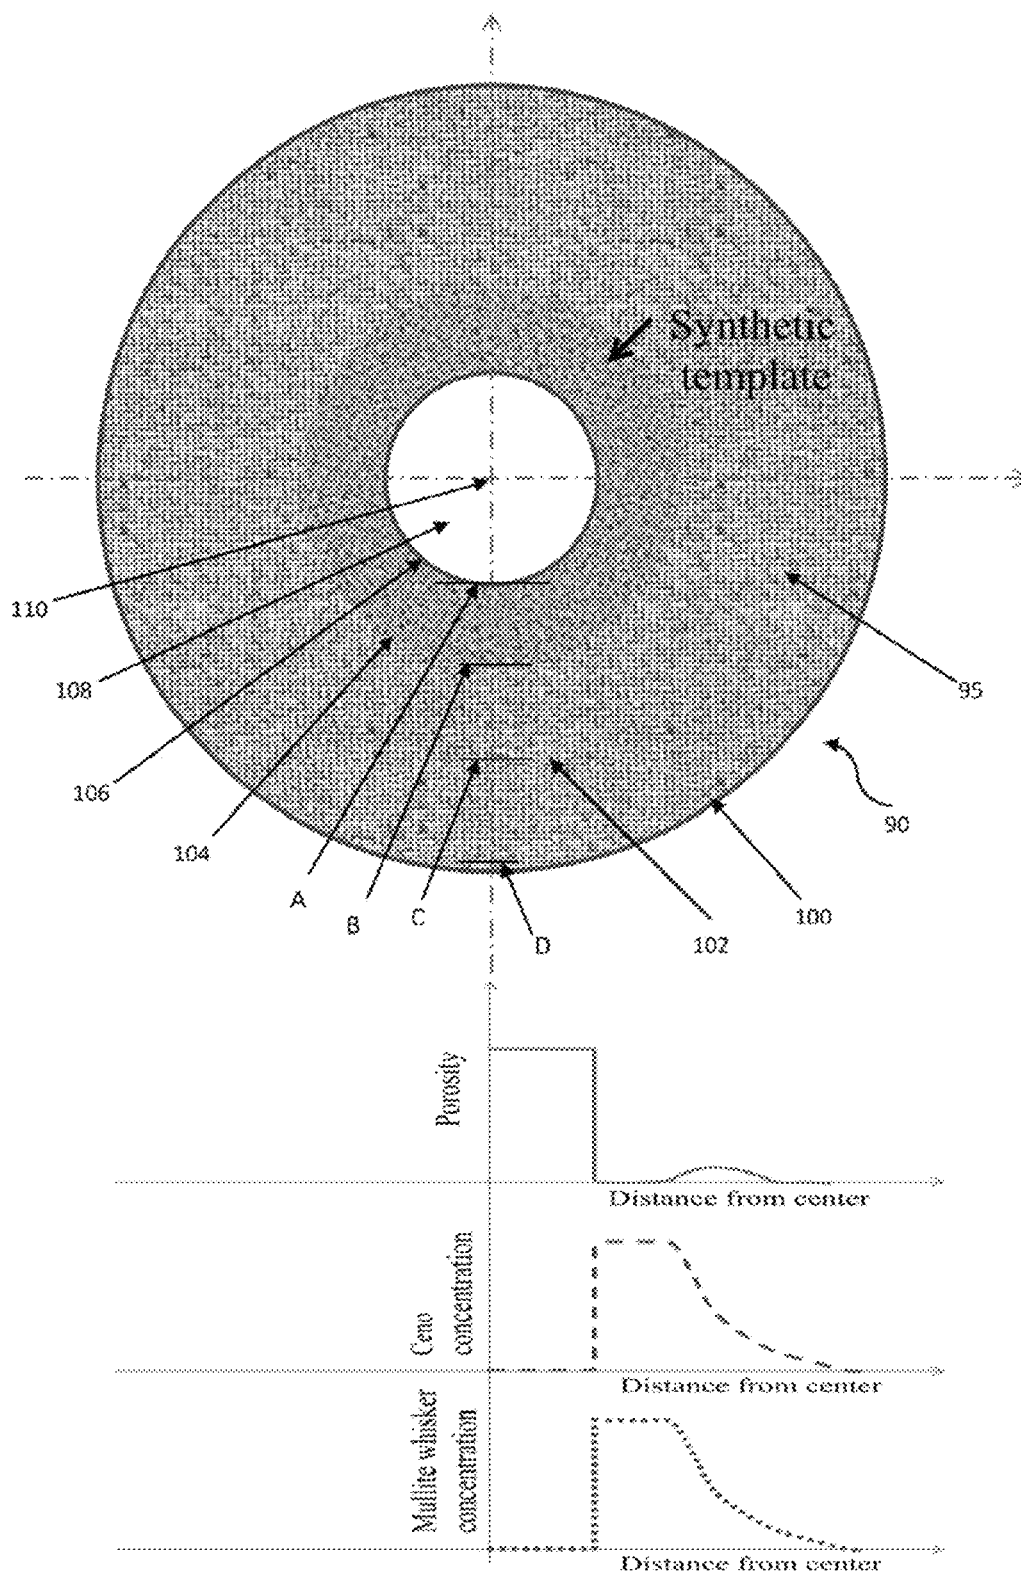 Synthetic
template
110
108
95
106
104
90
A
B
C
100
102
D
Porosity
Distance from center
Ceno
concentration
Distance from center
Mullite whisker
concentration
Distance from center